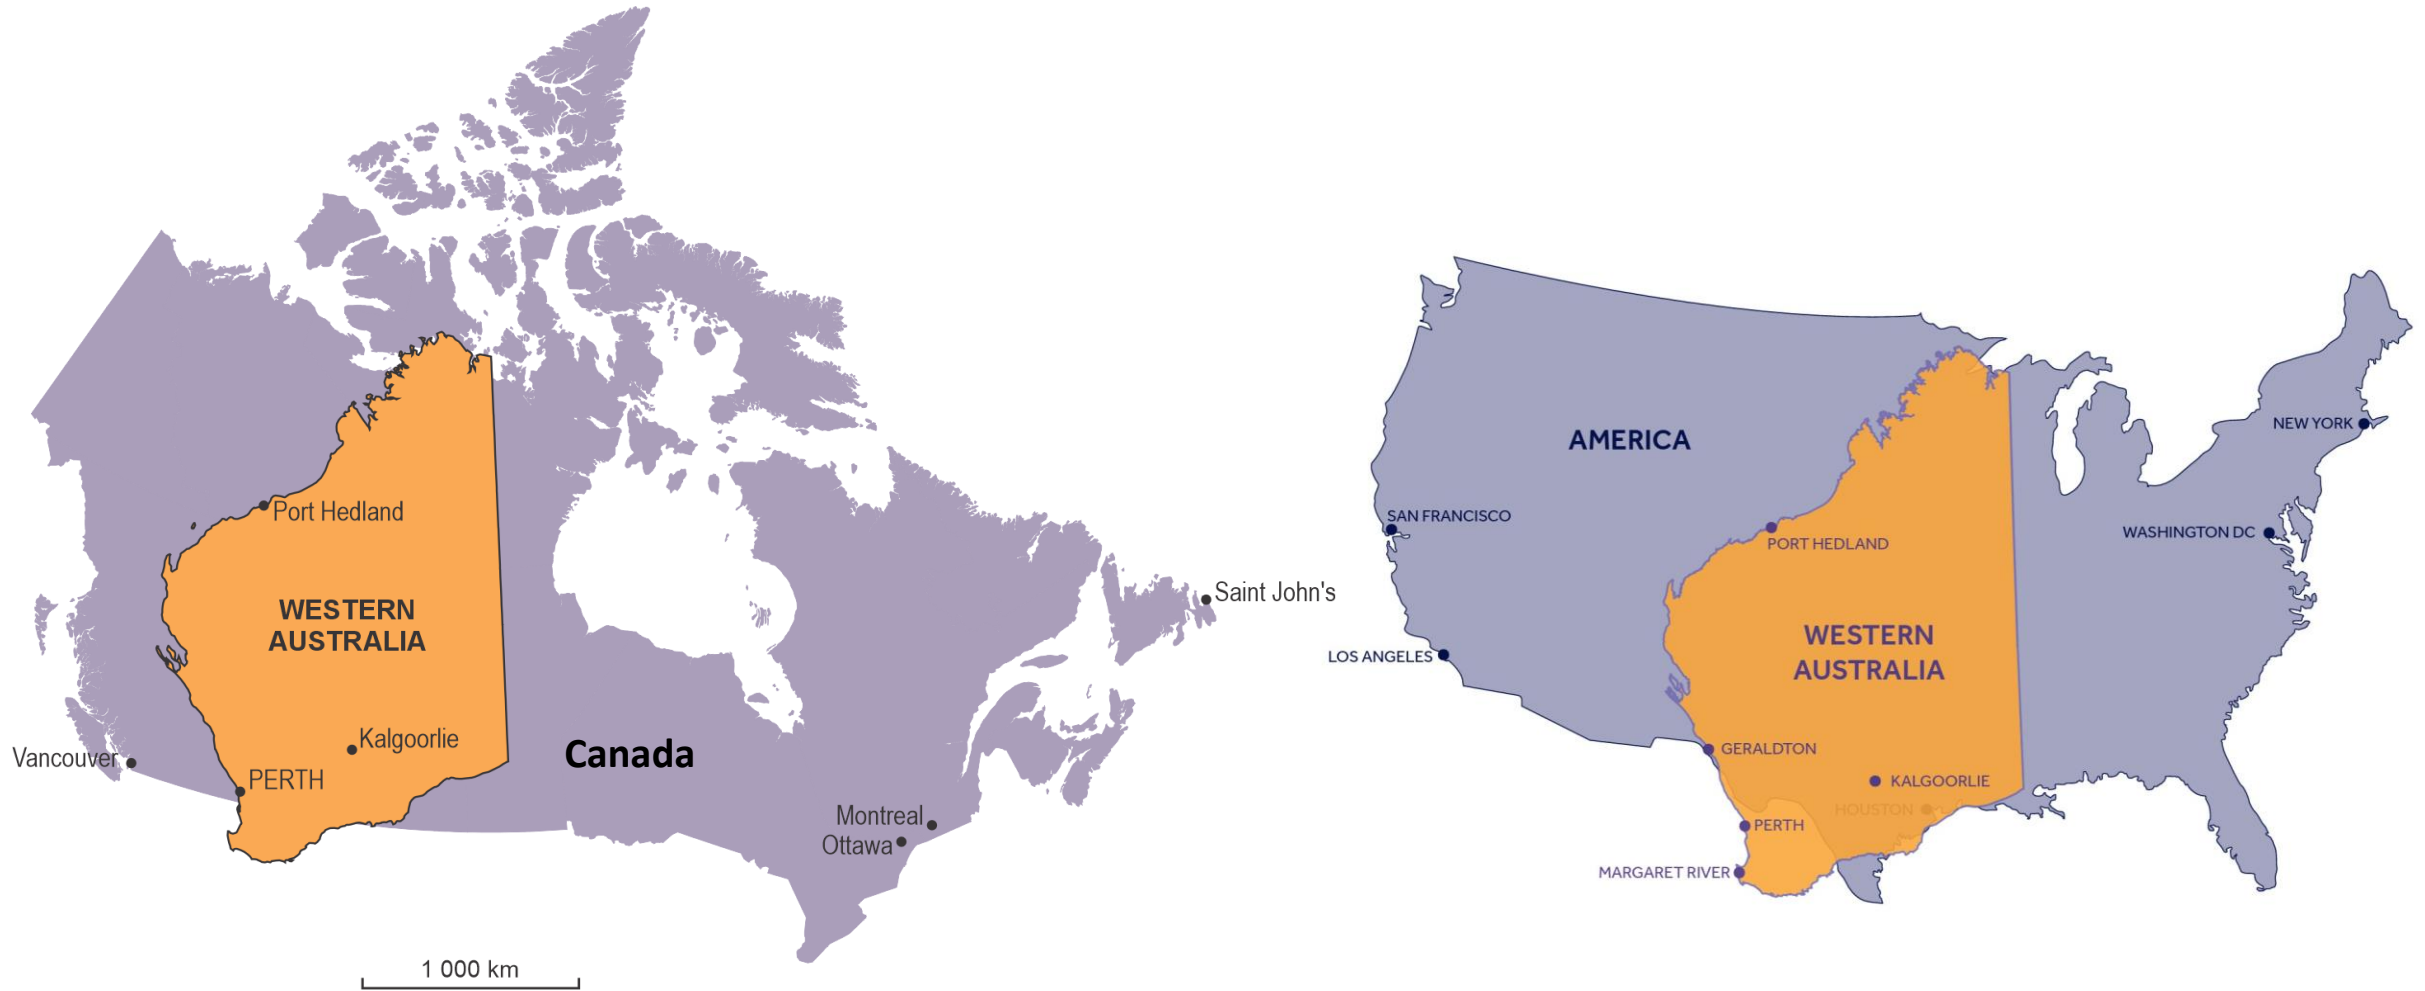 Port Hedland
WESTERN
AUSTRALIA
Saint John's
Kalgoorlie
Vancouver
PERTH
Canada
Montreal
Ottawa
1 000 km
AMERICA
NEW YORK
SAN FRANCISCO
WASHINGTON DC
PORT HEDLAND
WESTERN
AUSTRALIA
LOS ANGELES
GERALDTON
KALGOORLIE
HOUSTON
PERTH
MARGARET RIVER